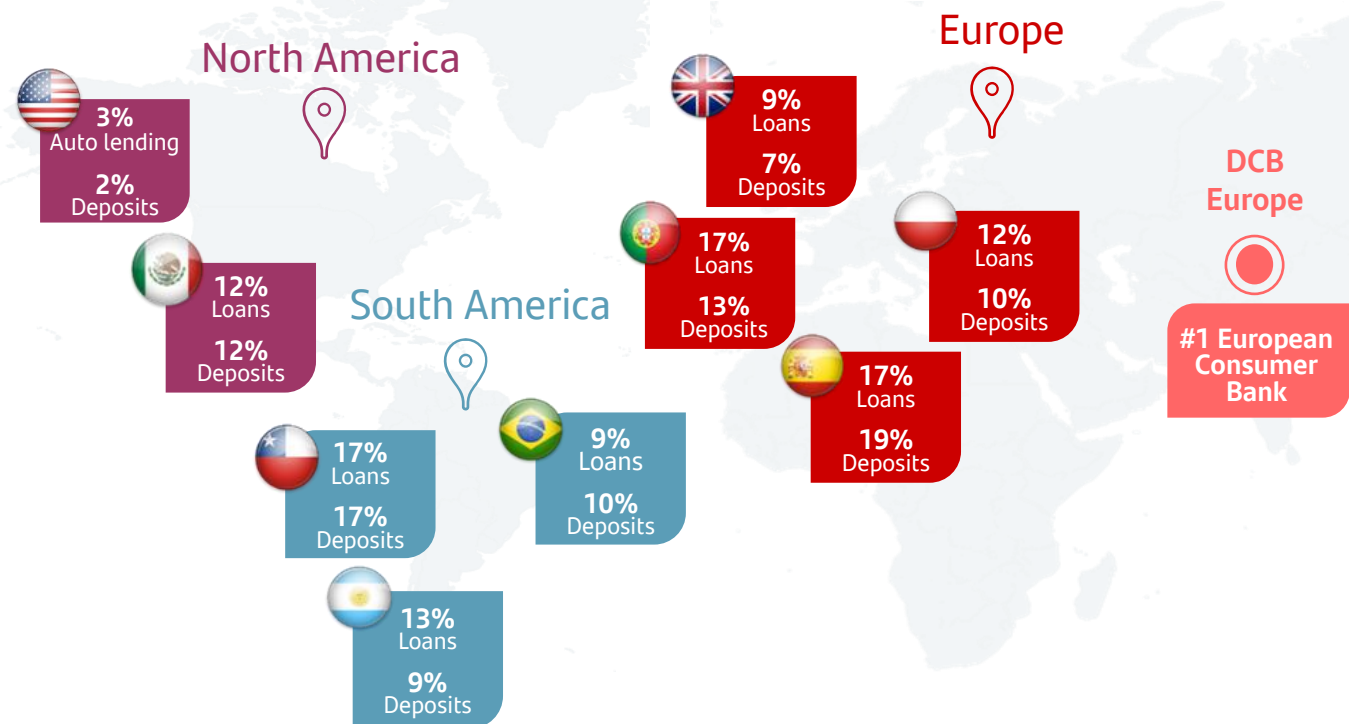 North America
3%
Auto lending
2%
Deposits
12%
Loans
12%
Deposits
South America
17%
Loans
17%
Deposits
9%
Loans
10%
Deposits
13%
Loans
9%
Deposits
Europe
9%
Loans
7%
Deposits
17%
Loans
13%
Deposits
12%
Loans
10%
Deposits
17%
Loans
19%
Deposits
DCB
Europe
#1 European
Consumer
Bank